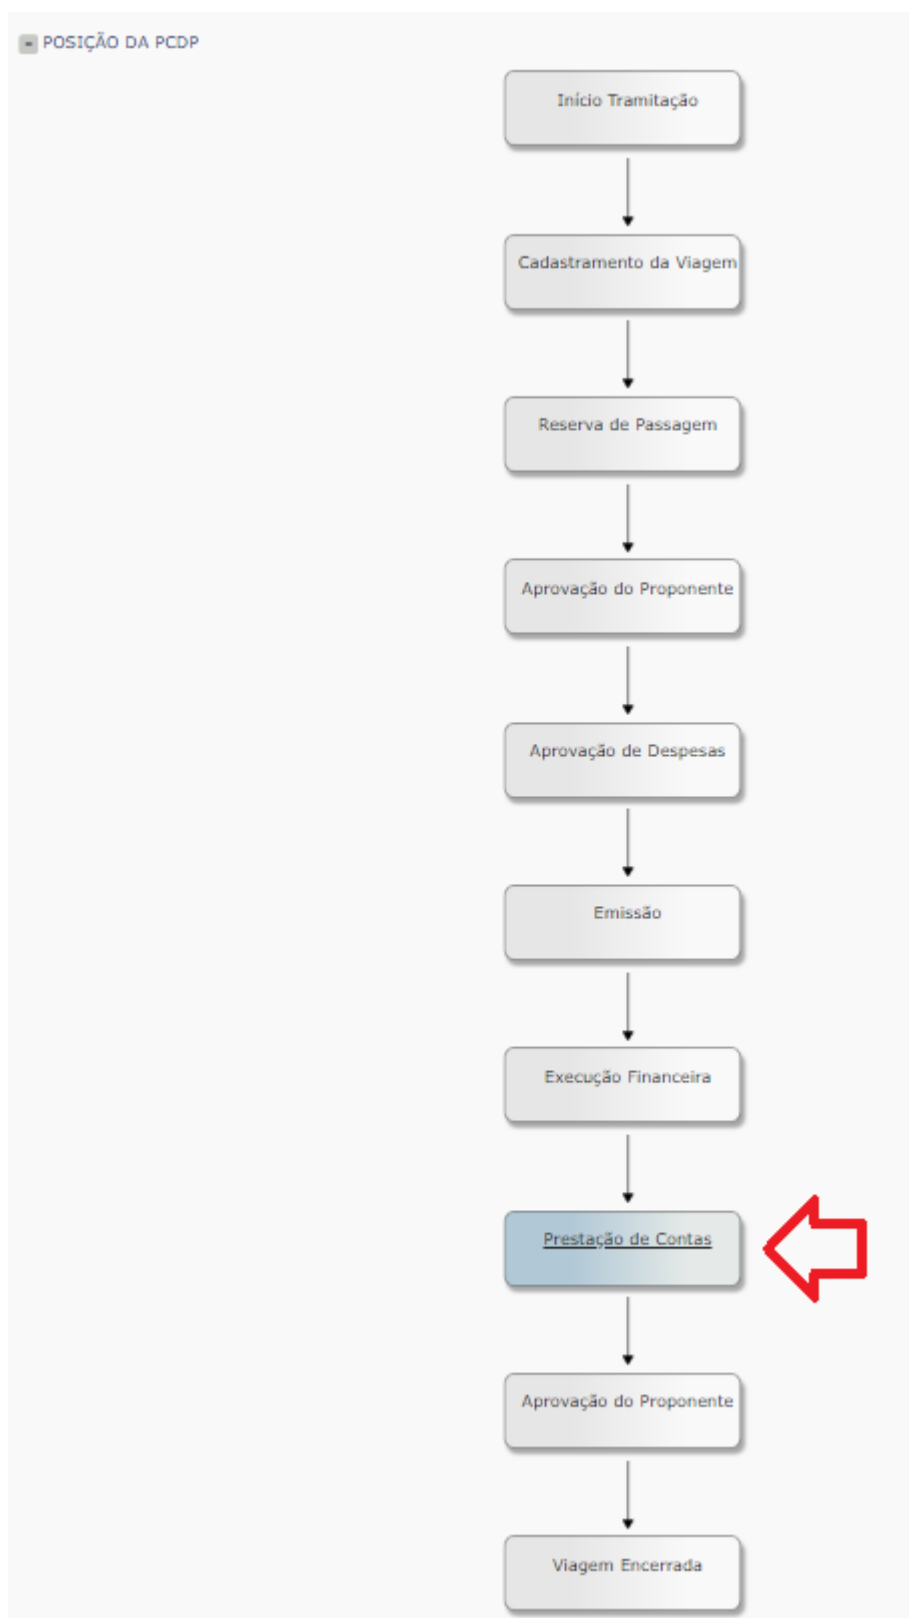 POSIÇÃO DA PCDP
Início Tramitação
Cadastramento da Viagem
Reserva de Passagem
Aprovação do Proponente
Aprovação de Despesas
Emissão
Execução Financeira
Prestação de Contas
Aprovação do Proponente
Viagem Encerrada